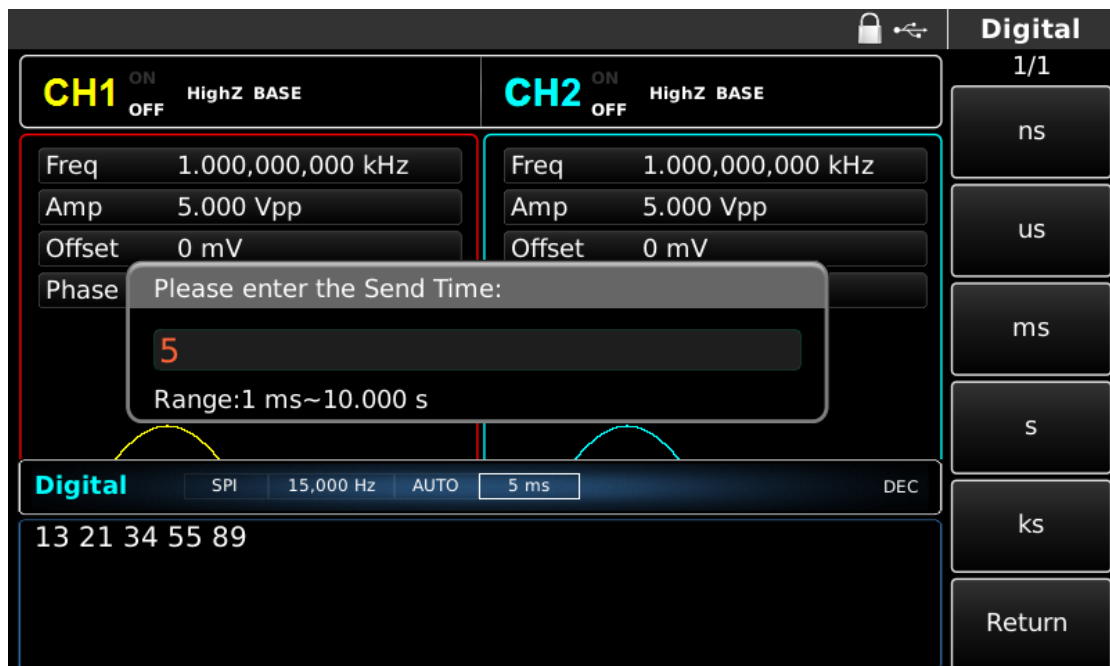 Digital
1/1
CH1 ON OFF HighZ BASE
CH2 ON OFF HighZ BASE
Freq 1.000,000,000 kHz
Amp 5.000 Vpp
Offset 0 mV
Phase
Freq 1.000,000,000 kHz
Amp 5.000 Vpp
Offset 0 mV
Please enter the Send Time:
5
Range:1 ms~10.000 s
Digital SPI 15,000 Hz AUTO 5 ms DEC
13 21 34 55 89
ns
us
ms
s
ks
Return